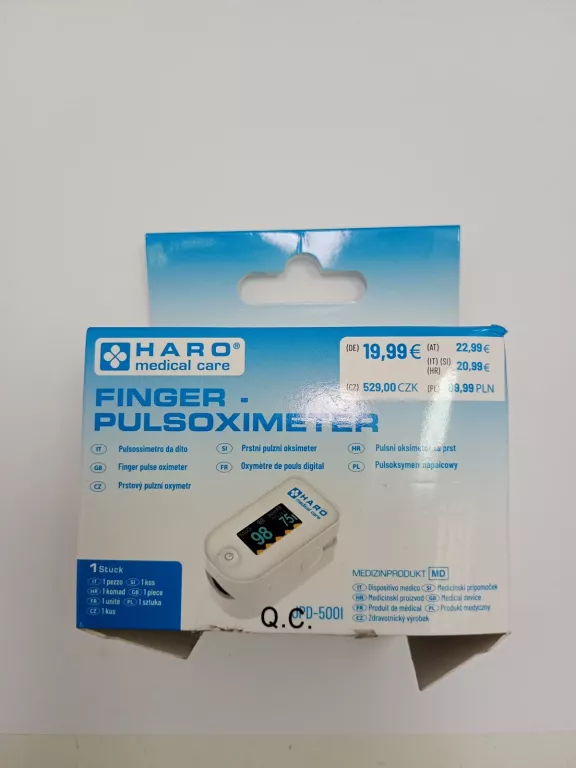 HARO®
medical care
(DE) 19,99€
(AT) 22,99€
(IT) (SI)
(HR) 20,99€
(CZ) 529,00 CZK
(PL) 89,99 PLN
FINGER -
PULSOXIMETER
IT Pulsossimetro da dito
SI Prstni pulzni oksimeter
HR Pulsni oksimetar za prst
GB Finger pulse oximeter
FR Oxymètre de pouls digital
PL Pulsoksymetr napalcowy
CZ Prstový pulzní oxymetr
HARO
medical care
98
75
1 Stück
IT 1 pezzo SI 1 kos
HR 1 komad GB 1 piece
FR 1 unité PL 1 sztuka
CZ 1 kus
MEDIZINPRODUKT MD
IT Dispositivo medico SI Medicinski pripomoček
HR Medicinski proizvod GB Medical device
FR Produit de médical PL Produkt medyczny
CZ Zdravotnický výrobek
JPD-500I
Q.C.